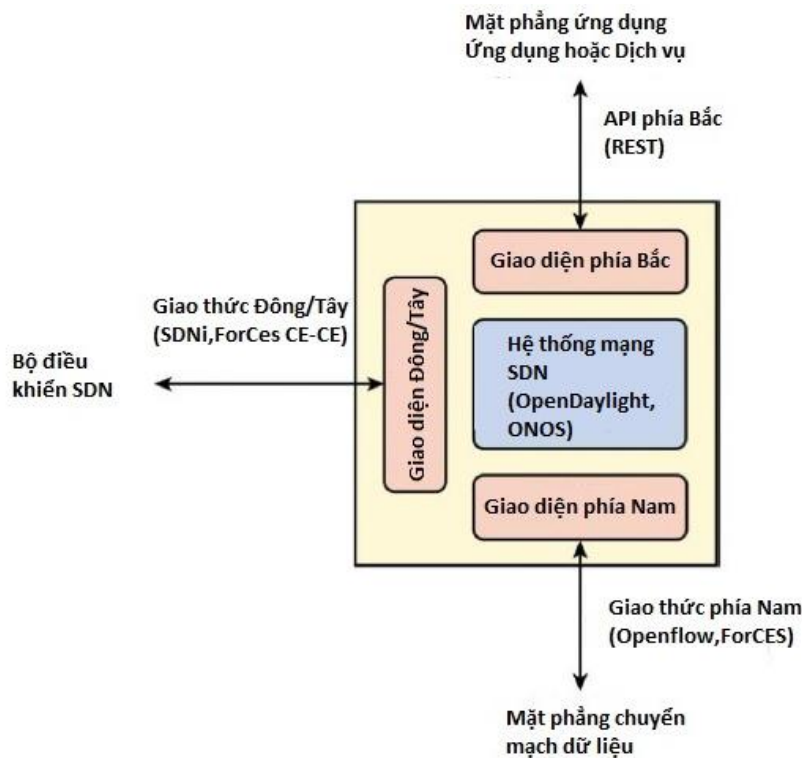 Mặt phẳng ứng dụng
Ứng dụng hoặc Dịch vụ
API phía Bắc
(REST)
Giao diện phía Bắc
Giao thức Đông/Tây
(SDNi,ForCes CE-CE)
Bộ điều
khiển SDN
Giao diện Đông/Tây
Hệ thống mạng
SDN
(OpenDaylight,
ONOS)
Giao diện phía Nam
Giao thức phía Nam
(Openflow,ForCES)
Mặt phẳng chuyển
mạch dữ liệu